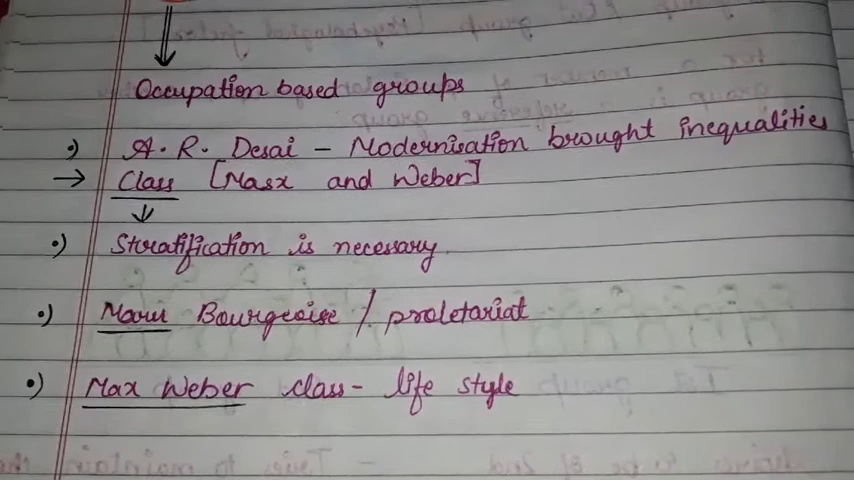 Occupation based groups
•) A. R. Desai – Modernisation brought inequalities
→ Class [Marx and Weber]
•) Stratification is necessary.
•) Marx Bourgeoise / proletariat
•) Max Weber class – life style